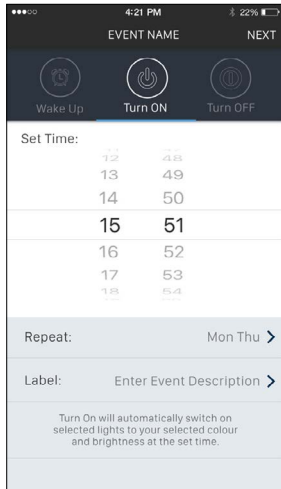 4:21 PM 22%
EVENT NAME NEXT
Wake Up Turn ON Turn OFF
Set Time:
12 48
13 49
14 50
15 51
16 52
17 53
18 54
Repeat: Mon Thu >
Label: Enter Event Description >
Turn On will automatically switch on
selected lights to your selected colour
and brightness at the set time.